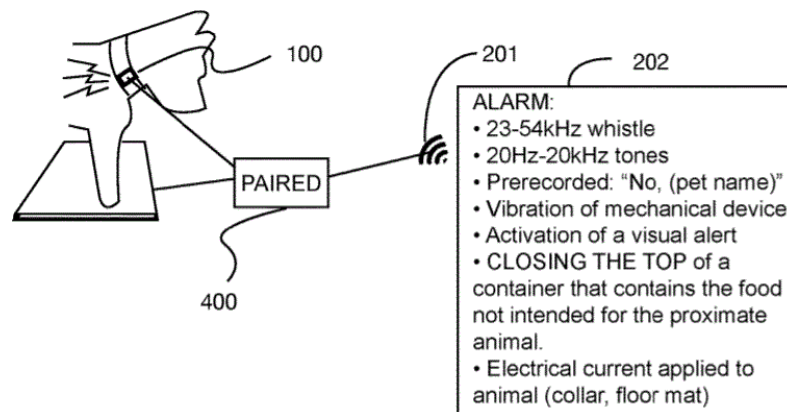 100
201
202
ALARM:
• 23-54kHz whistle
• 20Hz-20kHz tones
• Prerecorded: “No, (pet name)”
• Vibration of mechanical device
• Activation of a visual alert
• CLOSING THE TOP of a
container that contains the food
not intended for the proximate
animal.
• Electrical current applied to
animal (collar, floor mat)
PAIRED
400